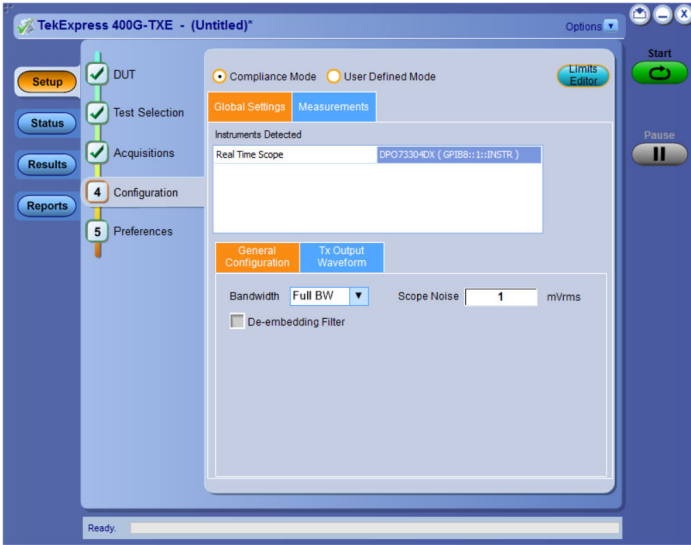 TekExpress 400G-TXE - (Untitled)*
Options
Start
Setup
DUT
Compliance Mode
User Defined Mode
Limits
Editor
Status
Test Selection
Global Settings
Measurements
Pause
Instruments Detected
Results
Acquisitions
Real Time Scope
DPO73304DX ( GPIB8::1::INSTR )
Reports
4
Configuration
5
Preferences
General
Configuration
Tx Output
Waveform
Bandwidth
Full BW
Scope Noise
1
mVrms
De-embedding Filter
Ready.